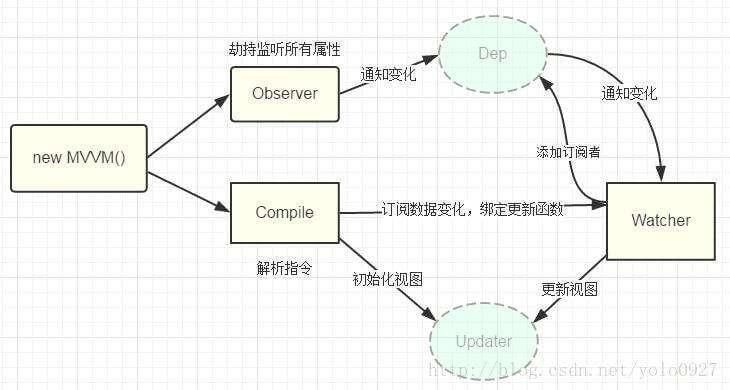 劫持监听所有属性
Dep
Observer
通知变化
通知变化
new MVVM()
添加订阅者
Compile
订阅数据变化，绑定更新函数
Watcher
解析指令
初始化视图
更新视图
Updater
http://blog.csdn.net/yolo0927